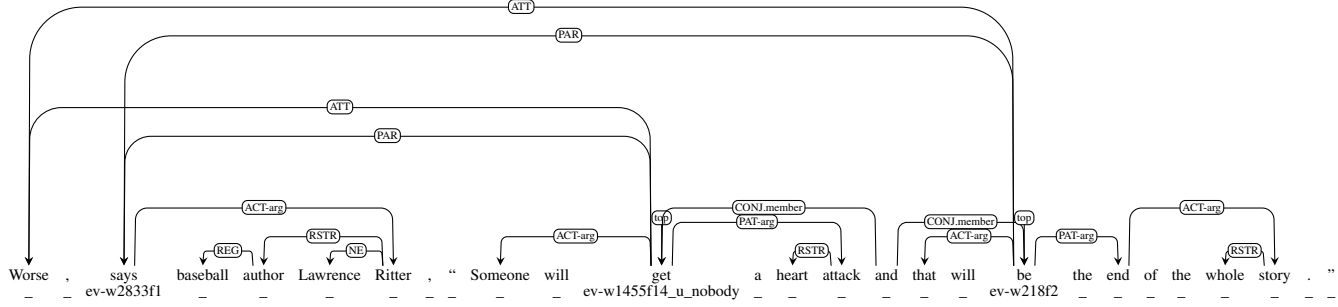 ATT
PAR
ATT
PAR
ACT-arg CONJ.member ACT-arg
top CONJ.member top
RSTR ACT-arg PAT-arg ACT-arg PAT-arg
REG NE RSTR RSTR
Worse , says baseball author Lawrence Ritter , “ Someone will get a heart attack and that will be the end of the whole story . ”
_ _ ev-w2833f1 _ _ _ _ _ _ _ _ ev-w1455f14_u_nobody _ _ _ _ _ _ ev-w218f2 _ _ _ _ _ _ _ _